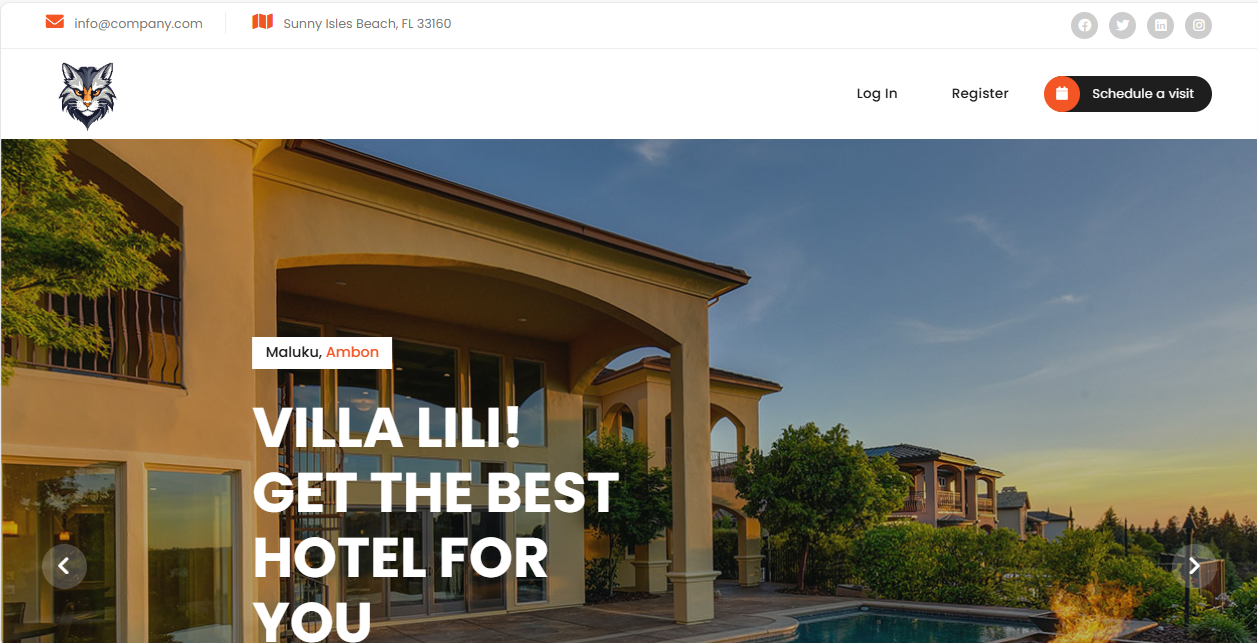 info@company.com
Sunny Isles Beach, FL 33160
Log In
Register
Schedule a visit
Maluku, Ambon
VILLA LILI!
GET THE BEST
HOTEL FOR
YOU